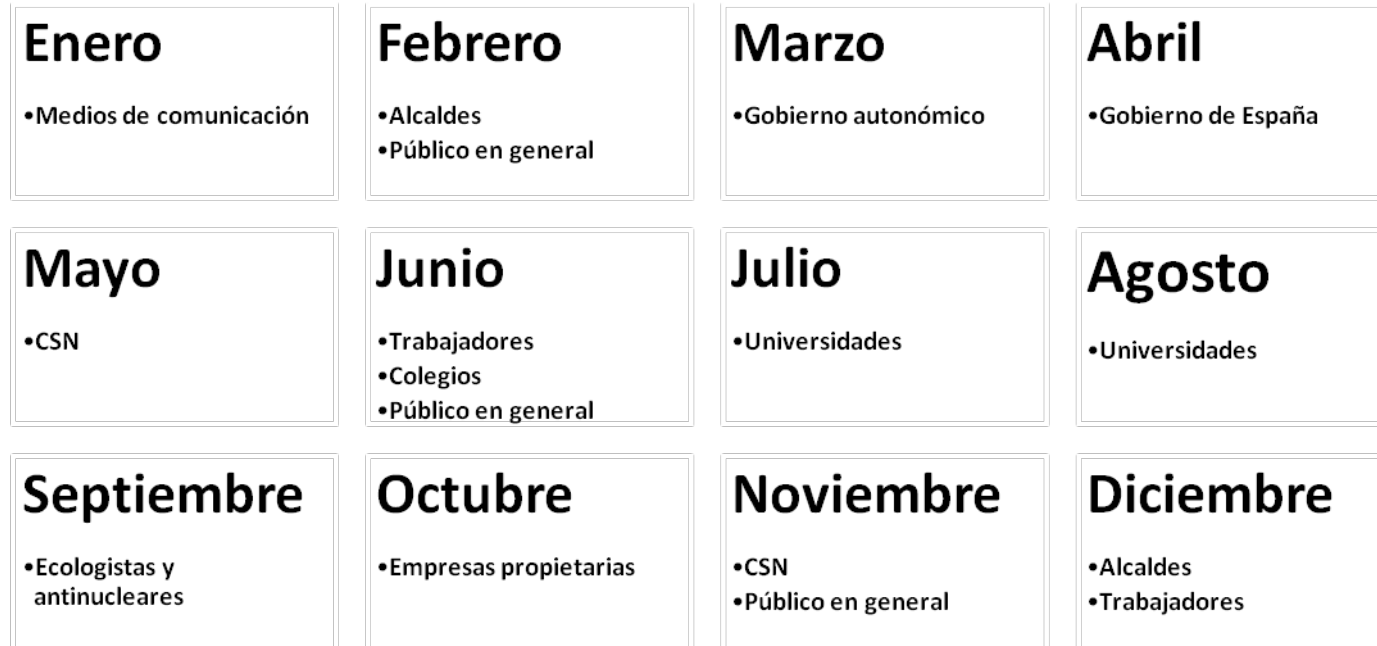 Enero
•Medios de comunicación
Febrero
•Alcaldes
•Público en general
Marzo
•Gobierno autonómico
Abril
•Gobierno de España
Mayo
•CSN
Junio
•Trabajadores
•Colegios
•Público en general
Julio
•Universidades
Agosto
•Universidades
Septiembre
•Ecologistas y
antinucleares
Octubre
•Empresas propietarias
Noviembre
•CSN
•Público en general
Diciembre
•Alcaldes
•Trabajadores